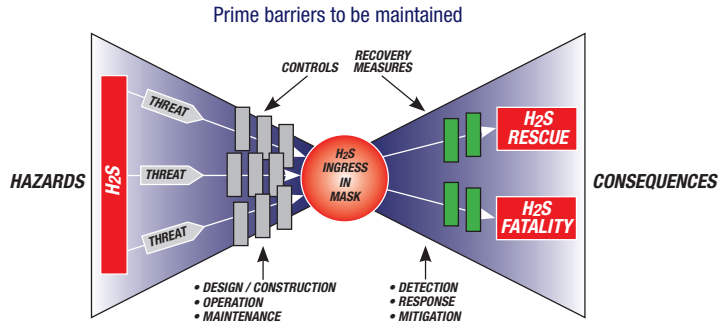 Prime barriers to be maintained
CONTROLS
RECOVERY
MEASURES
THREAT
H2S
RESCUE
HAZARDS
H2S
THREAT
H2S
INGRESS
IN
MASK
CONSEQUENCES
THREAT
H2S
FATALITY
• DESIGN / CONSTRUCTION
• OPERATION
• MAINTENANCE
• DETECTION
• RESPONSE
• MITIGATION